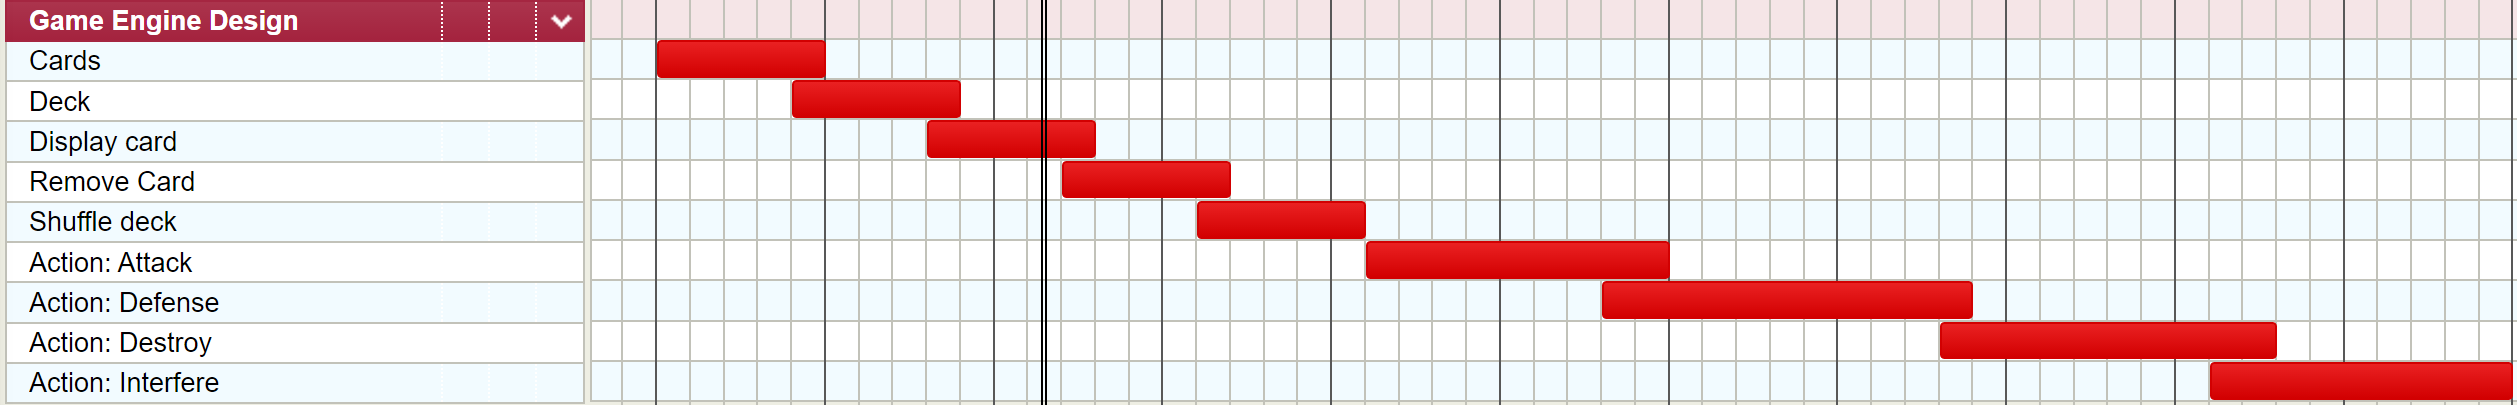 Game Engine Design
Cards
Deck
Display card
Remove Card
Shuffle deck
Action: Attack
Action: Defense
Action: Destroy
Action: Interfere